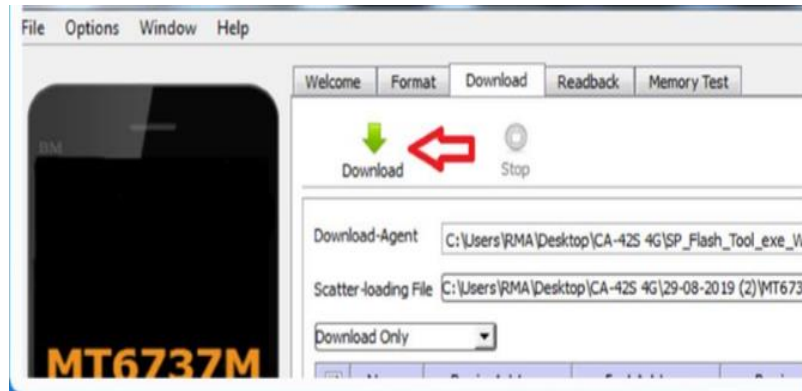 File Options Window Help
Welcome Format Download Readback Memory Test
BM
Download Stop
Download-Agent C:\Users\RMA\Desktop\CA-42S 4G\SP_Flash_Tool_exe_W
Scatter-loading File C:\Users\RMA\Desktop\CA-42S 4G\29-08-2019 (2)\MT673
Download Only
MT6737M